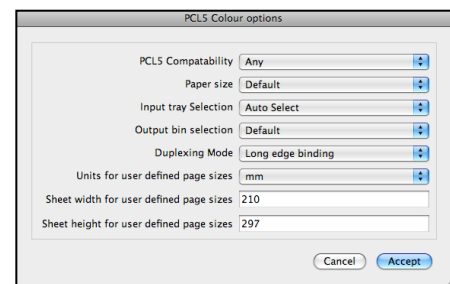 PCL5 Colour options
PCL5 Compatability Any
Paper size Default
Input tray Selection Auto Select
Output bin selection Default
Duplexing Mode Long edge binding
Units for user defined page sizes mm
Sheet width for user defined page sizes 210
Sheet height for user defined page sizes 297
Cancel Accept